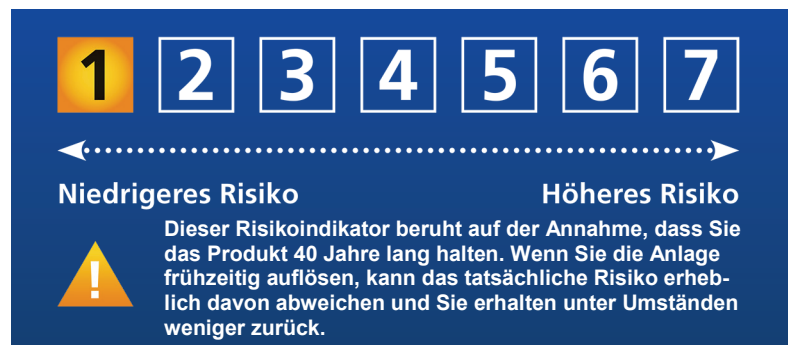 1 2 3 4 5 6 7
Niedrigeres Risiko Höheres Risiko
Dieser Risikoindikator beruht auf der Annahme, dass Sie
das Produkt 40 Jahre lang halten. Wenn Sie die Anlage
frühzeitig auflösen, kann das tatsächliche Risiko erheb-
lich davon abweichen und Sie erhalten unter Umständen
weniger zurück.